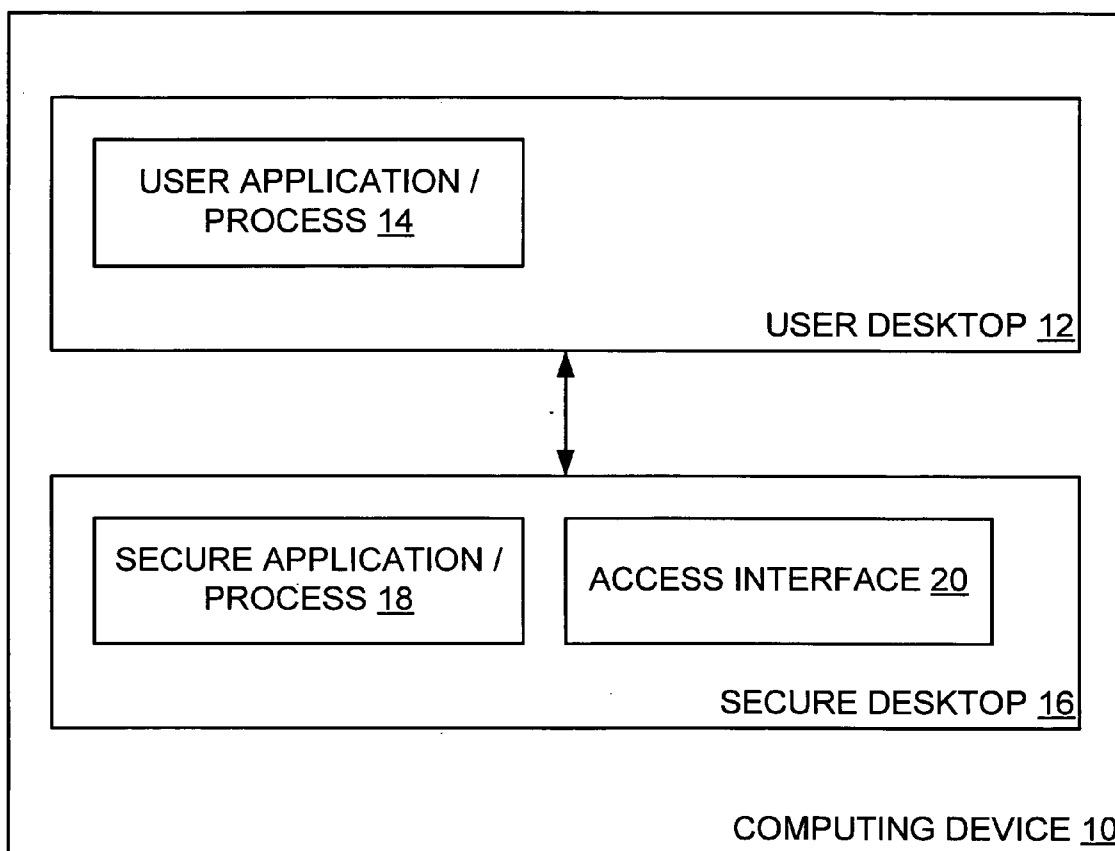 USER APPLICATION /
PROCESS 14
USER DESKTOP 12
SECURE APPLICATION /
PROCESS 18
ACCESS INTERFACE 20
SECURE DESKTOP 16
COMPUTING DEVICE 10